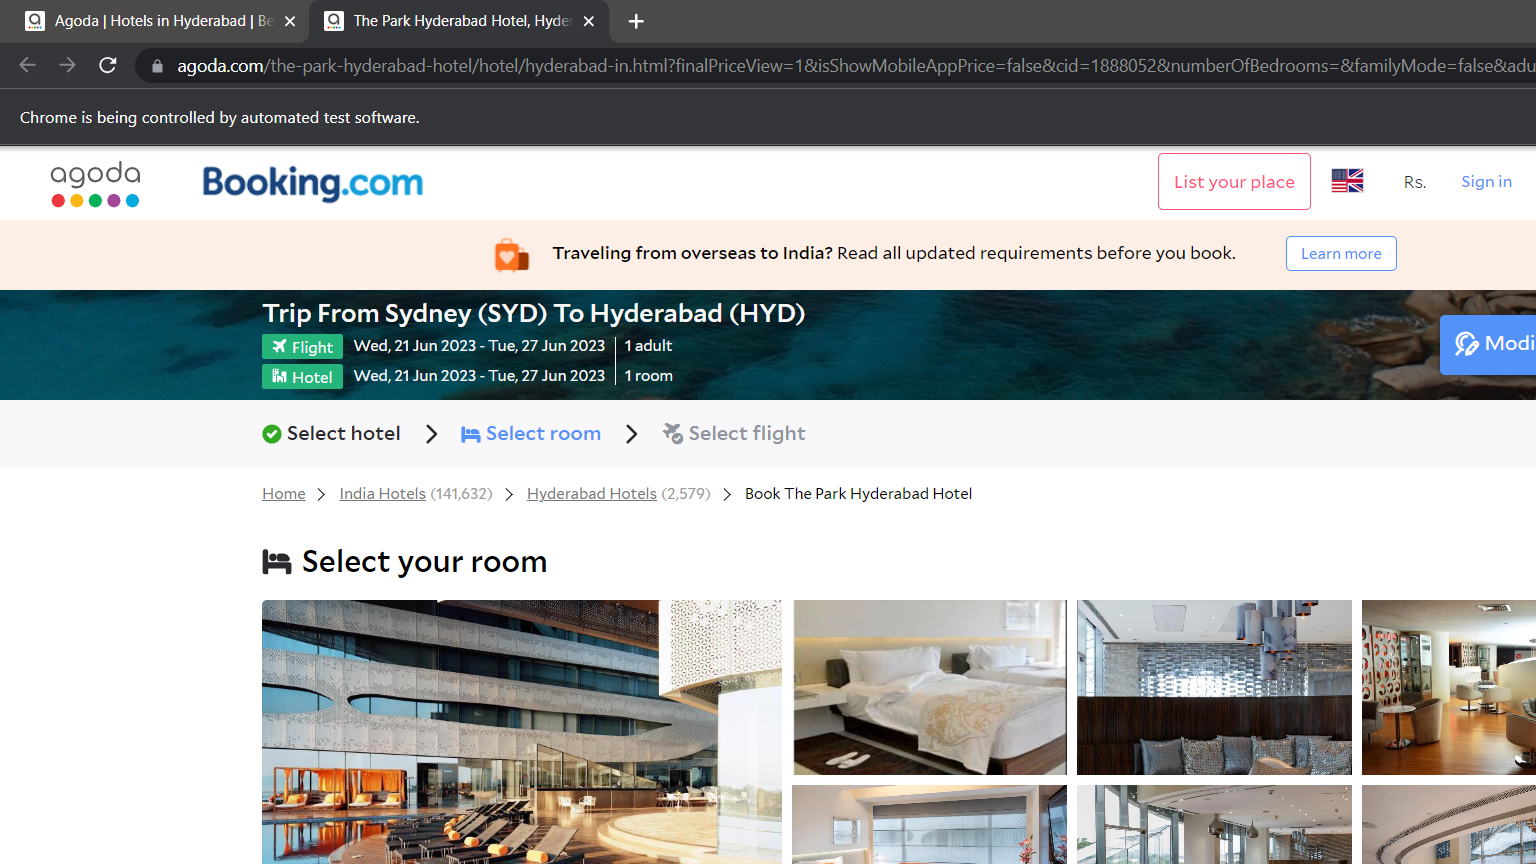 Agoda | Hotels in Hyderabad | Be
The Park Hyderabad Hotel, Hyde
agoda.com/the-park-hyderabad-hotel/hotel/hyderabad-in.html?finalPriceView=1&isShowMobileAppPrice=false&cid=1888052&numberOfBedrooms=&familyMode=false&adu
Chrome is being controlled by automated test software.
agoda
Booking.com
List your place
Rs.
Sign in
Traveling from overseas to India? Read all updated requirements before you book.
Learn more
Trip From Sydney (SYD) To Hyderabad (HYD)
Flight Wed, 21 Jun 2023 - Tue, 27 Jun 2023 1 adult
Hotel Wed, 21 Jun 2023 - Tue, 27 Jun 2023 1 room
Modi
Select hotel
Select room
Select flight
Home > India Hotels (141,632) > Hyderabad Hotels (2,579) > Book The Park Hyderabad Hotel
Select your room